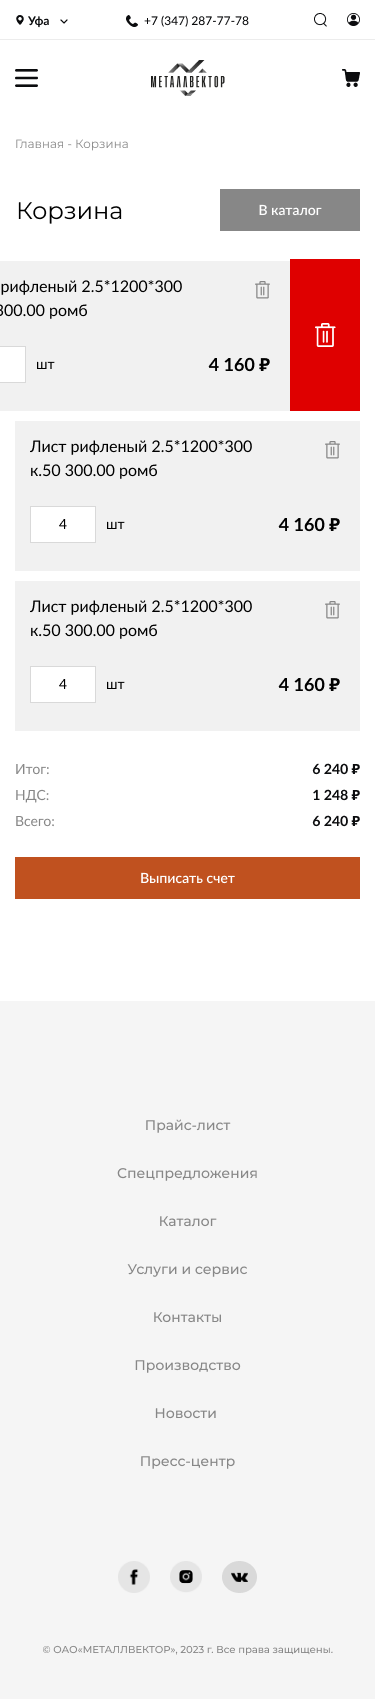 Уфа
+7 (347) 287-77-78
МЕТАЛЛВЕКТОР
Главная - Корзина
Корзина
В каталог
рифленый 2.5*1200*300
300.00 ромб
шт
4 160 ₽
Лист рифленый 2.5*1200*300
к.50 300.00 ромб
4
шт
4 160 ₽
Лист рифленый 2.5*1200*300
к.50 300.00 ромб
4
шт
4 160 ₽
Итог:
6 240 ₽
НДС:
1 248 ₽
Всего:
6 240 ₽
Выписать счет
Прайс-лист
Спецпредложения
Каталог
Услуги и сервис
Контакты
Производство
Новости
Пресс-центр
© ОАО«МЕТАЛЛВЕКТОР», 2023 г. Все права защищены.